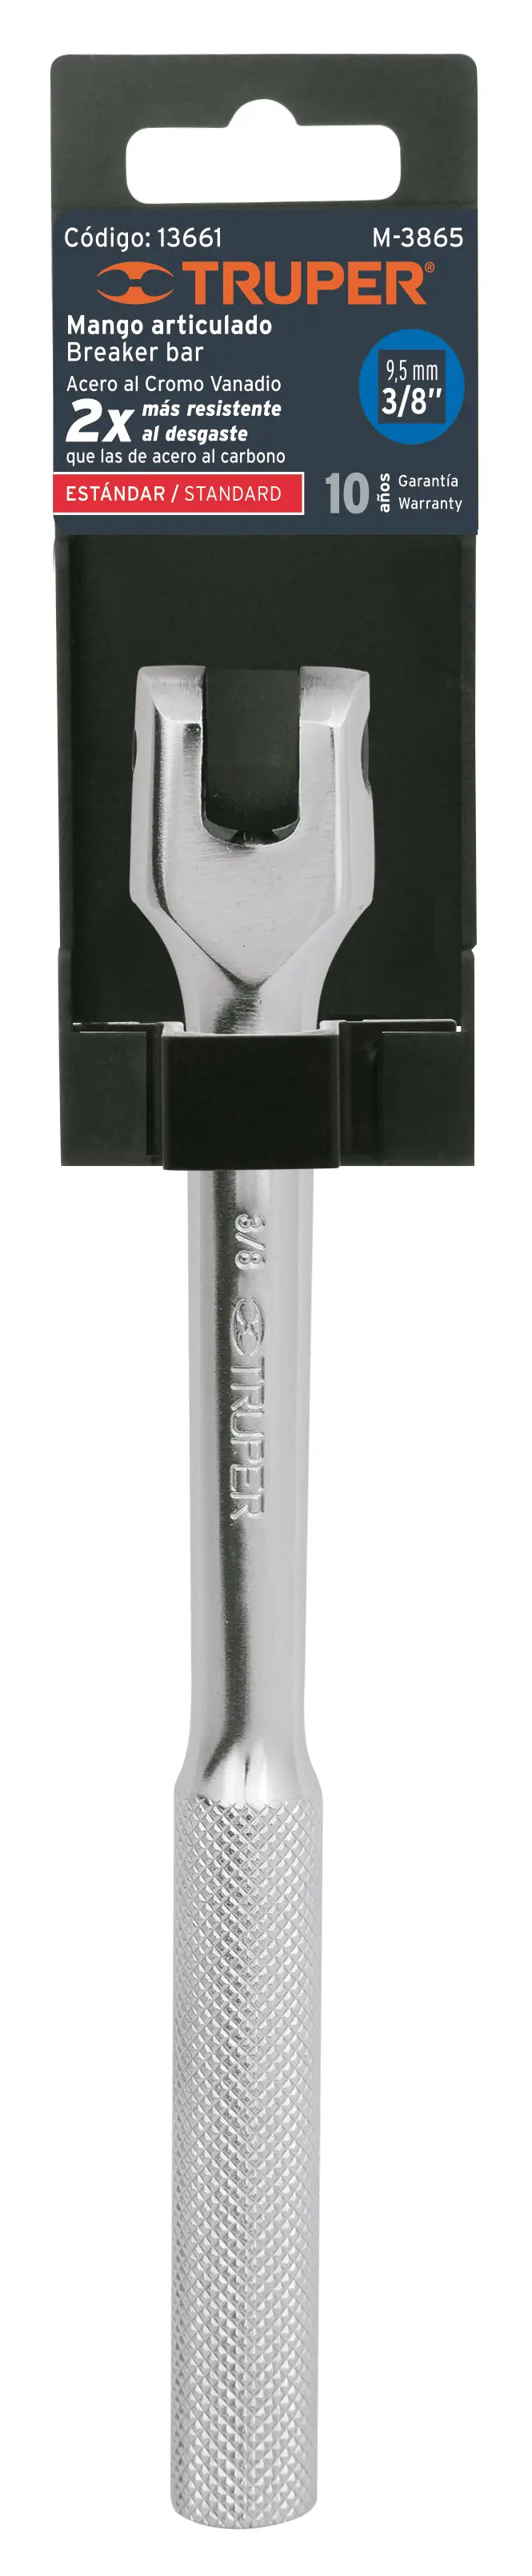 Código: 13661 M-3865
TRUPER®
Mango articulado
Breaker bar
9,5 mm
3/8"
Acero al Cromo Vanadio
2x más resistente
al desgaste
que las de acero al carbono
ESTÁNDAR / STANDARD
10 años Garantía
Warranty
3/8 TRUPER